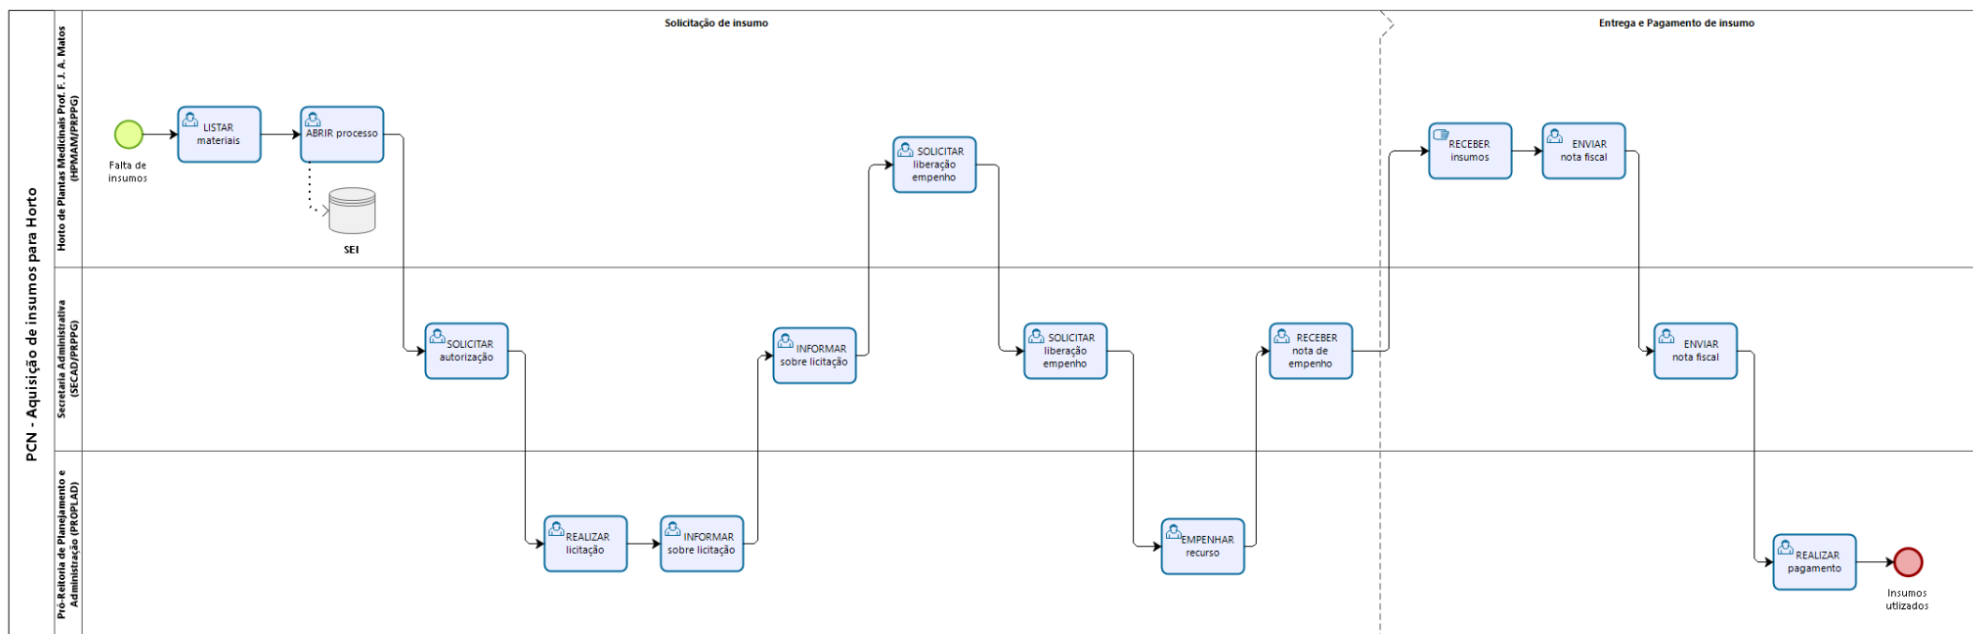 PCN - Aquisição de insumos para Horto
Solicitação de insumo
Entrega e Pagamento de insumo
Horto de Plantas Medicinais Prof. F. J. A. Matos
(HPMAM/PRPPG)
Falta de
insumos
LISTAR
materiais
ABRIR processo
SEI
SOLICITAR
liberação
empenho
RECEBER
insumos
ENVIAR
nota fiscal
Secretaria Administrativa
(SECAD/PRPPG)
SOLICITAR
autorização
INFORMAR
sobre licitação
SOLICITAR
liberação
empenho
RECEBER
nota de
empenho
ENVIAR
nota fiscal
Pró-Reitoria de Planejamento e
Administração (PROPLAD)
REALIZAR
licitação
INFORMAR
sobre licitação
EMPENHAR
recurso
REALIZAR
pagamento
Insumos
utlizados